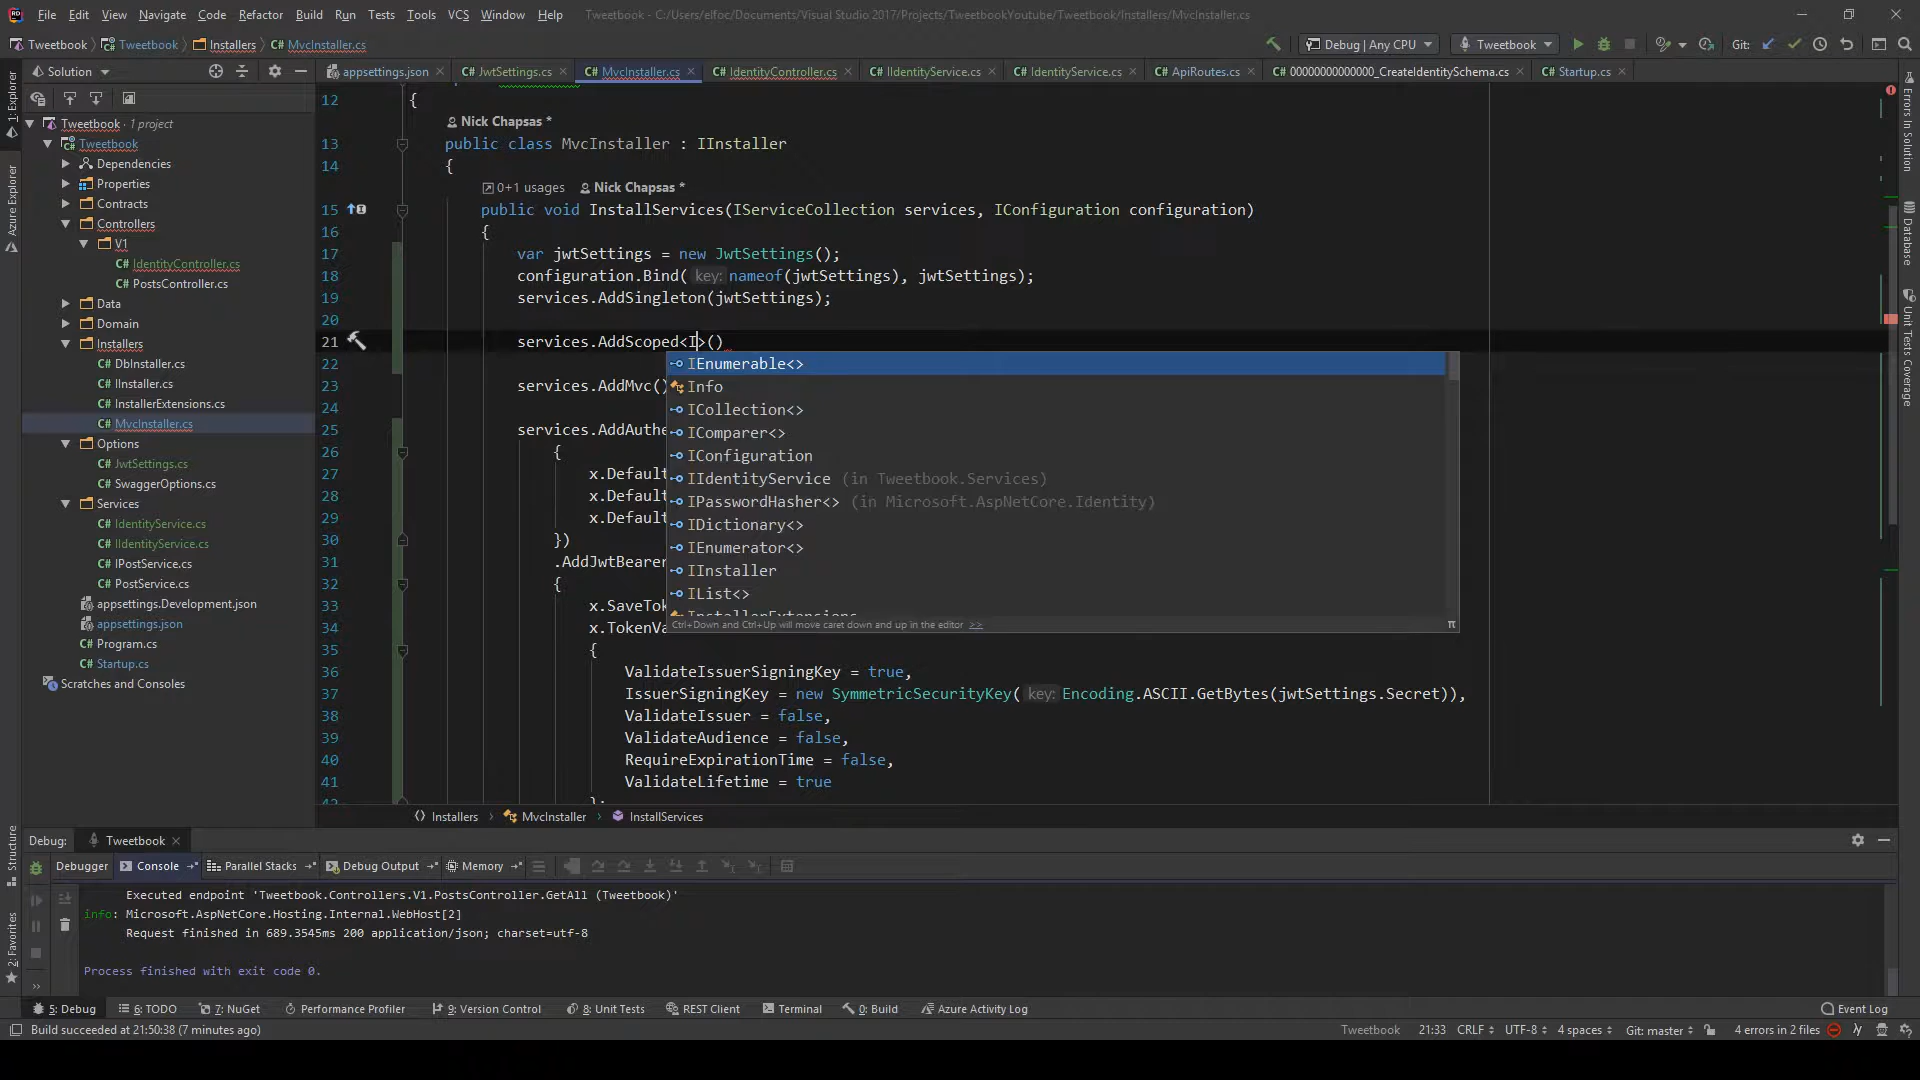 File Edit View Navigate Code Refactor Build Run Tests Tools VCS Window Help Tweetbook - C:/Users/elfoc/Documents/Visual Studio 2017/Projects/TweetbookYoutube/Tweetbook/Installers/MvcInstaller.cs
Tweetbook Tweetbook Installers MvcInstaller.cs Debug | Any CPU Tweetbook Git:
Solution appsettings.json JwtSettings.cs MvcInstaller.cs IdentityController.cs IIdentityService.cs IdentityService.cs ApiRoutes.cs 00000000000000_CreateIdentitySchema.cs Startup.cs
1: Explorer
Azure Explorer
Structure
2: Favorites
Tweetbook · 1 project
Tweetbook
Dependencies
Properties
Contracts
Controllers
V1
IdentityController.cs
PostsController.cs
Data
Domain
Installers
DbInstaller.cs
IInstaller.cs
InstallerExtensions.cs
MvcInstaller.cs
Options
JwtSettings.cs
SwaggerOptions.cs
Services
IdentityService.cs
IIdentityService.cs
IPostService.cs
PostService.cs
appsettings.Development.json
appsettings.json
Program.cs
Startup.cs
Scratches and Consoles
12 {
Nick Chapsas *
13 public class MvcInstaller : IInstaller
14 {
0+1 usages Nick Chapsas *
15 public void InstallServices(IServiceCollection services, IConfiguration configuration)
16 {
17 var jwtSettings = new JwtSettings();
18 configuration.Bind( key: nameof(jwtSettings), jwtSettings);
19 services.AddSingleton(jwtSettings);
20
21 services.AddScoped<I>()
22
23 services.AddMvc()
24
25 services.AddAuthe
26 {
27 x.Default
28 x.Default
29 x.Default
30 })
31 .AddJwtBearer
32 {
33 x.SaveTok
34 x.TokenVa
35 {
36 ValidateIssuerSigningKey = true,
37 IssuerSigningKey = new SymmetricSecurityKey( key: Encoding.ASCII.GetBytes(jwtSettings.Secret)),
38 ValidateIssuer = false,
39 ValidateAudience = false,
40 RequireExpirationTime = false,
41 ValidateLifetime = true
42 };
IEnumerable<>
Info
ICollection<>
IComparer<>
IConfiguration
IIdentityService (in Tweetbook.Services)
IPasswordHasher<> (in Microsoft.AspNetCore.Identity)
IDictionary<>
IEnumerator<>
IInstaller
IList<>
InstallerExtensions
Ctrl+Down and Ctrl+Up will move caret down and up in the editor >> π
Installers MvcInstaller InstallServices
Errors In Solution
Database
Unit Tests Coverage
Debug: Tweetbook
Debugger Console Parallel Stacks Debug Output Memory
Executed endpoint 'Tweetbook.Controllers.V1.PostsController.GetAll (Tweetbook)'
info: Microsoft.AspNetCore.Hosting.Internal.WebHost[2]
Request finished in 689.3545ms 200 application/json; charset=utf-8
Process finished with exit code 0.
5: Debug 6: TODO 7: NuGet Performance Profiler 9: Version Control 8: Unit Tests REST Client Terminal 0: Build Azure Activity Log Event Log
Build succeeded at 21:50:38 (7 minutes ago) Tweetbook 21:33 CRLF UTF-8 4 spaces Git: master 4 errors in 2 files